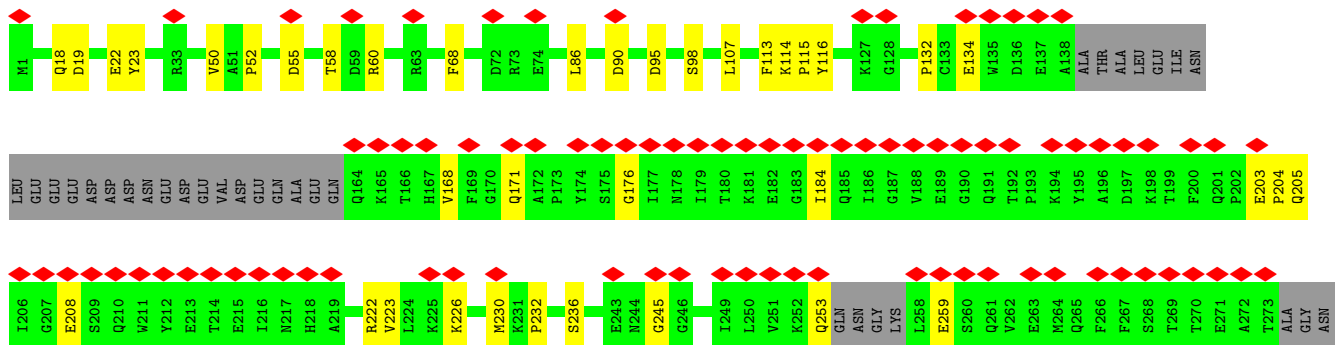 M1 Q18 D19 E22 Y23 R33 V50 A51 P52 D55 T58 D59 R60 R63 F68 D72 R73 E74 L86 D90 D95 S98 L107 F113 K114 P115 Y116 K127 G128 P132 C133 E134 W135 D136 E137 A138 ALA THR ALA LEU GLU ILE ASN
LEU GLU GLU GLU ASP ASP ASP ASN GLU ASP GLU VAL ASP GLU GLN ALA GLU GLN Q164 K165 T166 H167 V168 F169 G170 Q171 A172 P173 Y174 S175 G176 I177 N178 I179 T180 K181 E182 G183 I184 Q185 I186 G187 V188 E189 G190 Q191 T192 P193 K194 Y195 A196 D197 K198 T199 F200 Q201 P202 E203 P204 Q205
I206 G207 E208 S209 Q210 W211 Y212 E213 T214 E215 I216 N217 H218 A219 R222 V223 L224 K225 K226 M230 K231 P232 S236 E243 N244 G245 G246 I249 L250 V251 K252 Q253 GLN ASN GLY LYS L258 E259 S260 Q261 V262 E263 M264 Q265 F266 F267 S268 T269 T270 E271 A272 T273 ALA GLY ASN